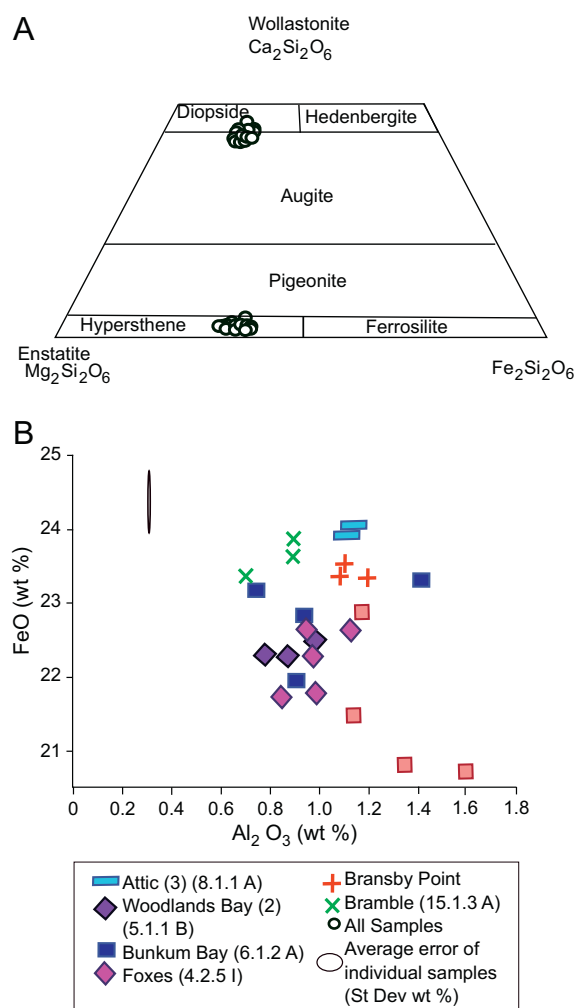 A
Wollastonite
Ca2Si2O6
Diopside
Hedenbergite
Augite
Pigeonite
Hypersthene
Ferrosilite
Enstatite
Mg2Si2O6
Fe2Si2O6
B
25
24
23
22
21
FeO (wt %)
0 0.2 0.4 0.6 0.8 1.0 1.2 1.4 1.6 1.8
Al2 O3 (wt %)
Attic (3) (8.1.1 A)
Woodlands Bay (2)
(5.1.1 B)
Bunkum Bay (6.1.2 A)
Foxes (4.2.5 I)
Bransby Point
Bramble (15.1.3 A)
All Samples
Average error of
individual samples
(St Dev wt %)